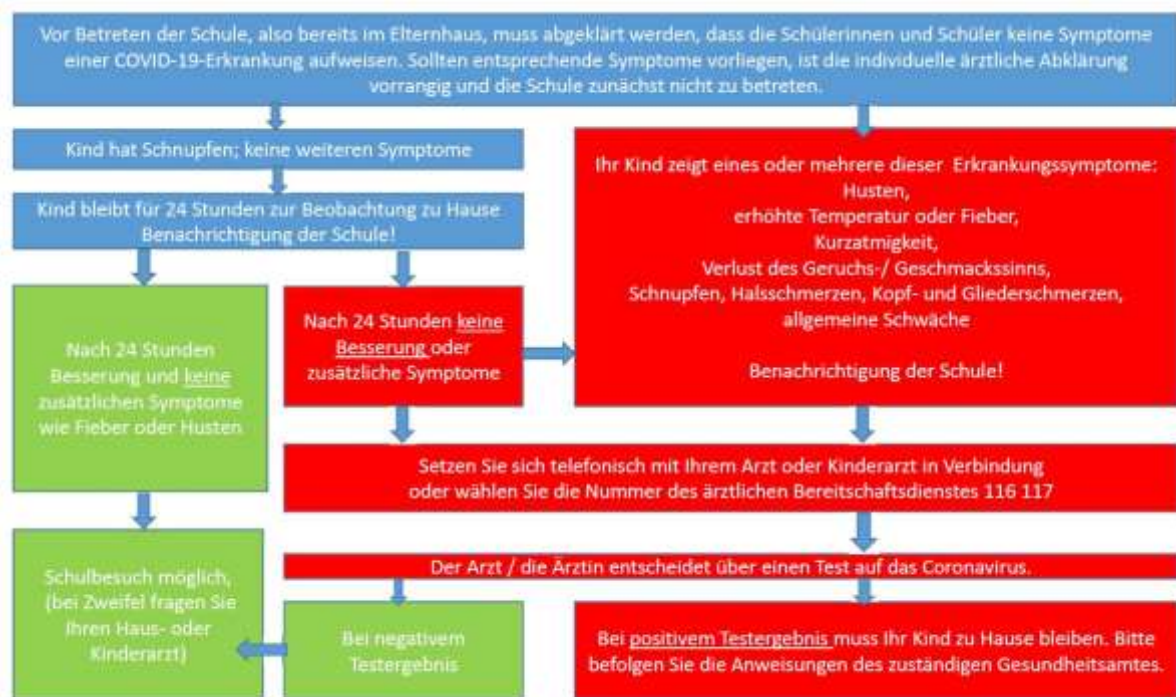 Vor Betreten der Schule, also bereits im Elternhaus, muss abgeklärt werden, dass die Schülerinnen und Schüler keine Symptome
einer COVID-19-Erkrankung aufweisen. Sollten entsprechende Symptome vorliegen, ist die individuelle ärztliche Abklärung
vorrangig und die Schule zunächst nicht zu betreten.
Kind hat Schnupfen; keine weiteren Symptome
Kind bleibt für 24 Stunden zur Beobachtung zu Hause
Benachrichtigung der Schule!
Ihr Kind zeigt eines oder mehrere dieser Erkrankungssymptome:
Husten,
erhöhte Temperatur oder Fieber,
Kurzatmigkeit,
Verlust des Geruchs-/ Geschmackssinns,
Schnupfen, Halsschmerzen, Kopf- und Gliederschmerzen,
allgemeine Schwäche
Benachrichtigung der Schule!
Nach 24 Stunden
Besserung und keine
zusätzlichen Symptome
wie Fieber oder Husten
Nach 24 Stunden keine
Besserung oder
zusätzliche Symptome
Setzen Sie sich telefonisch mit Ihrem Arzt oder Kinderarzt in Verbindung
oder wählen Sie die Nummer des ärztlichen Bereitschaftsdienstes 116 117
Der Arzt / die Ärztin entscheidet über einen Test auf das Coronavirus.
Schulbesuch möglich,
(bei Zweifel fragen Sie
Ihren Haus- oder
Kinderarzt)
Bei negativem
Testergebnis
Bei positivem Testergebnis muss Ihr Kind zu Hause bleiben. Bitte
befolgen Sie die Anweisungen des zuständigen Gesundheitsamtes.